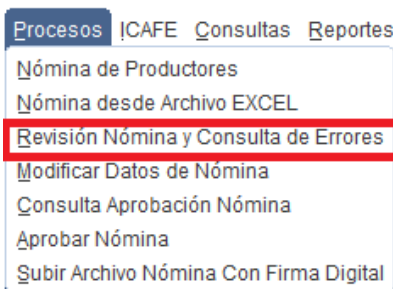 Procesos ICAFE Consultas Reportes
Nómina de Productores
Nómina desde Archivo EXCEL
Revisión Nómina y Consulta de Errores
Modificar Datos de Nómina
Consulta Aprobación Nómina
Aprobar Nómina
Subir Archivo Nómina Con Firma Digital